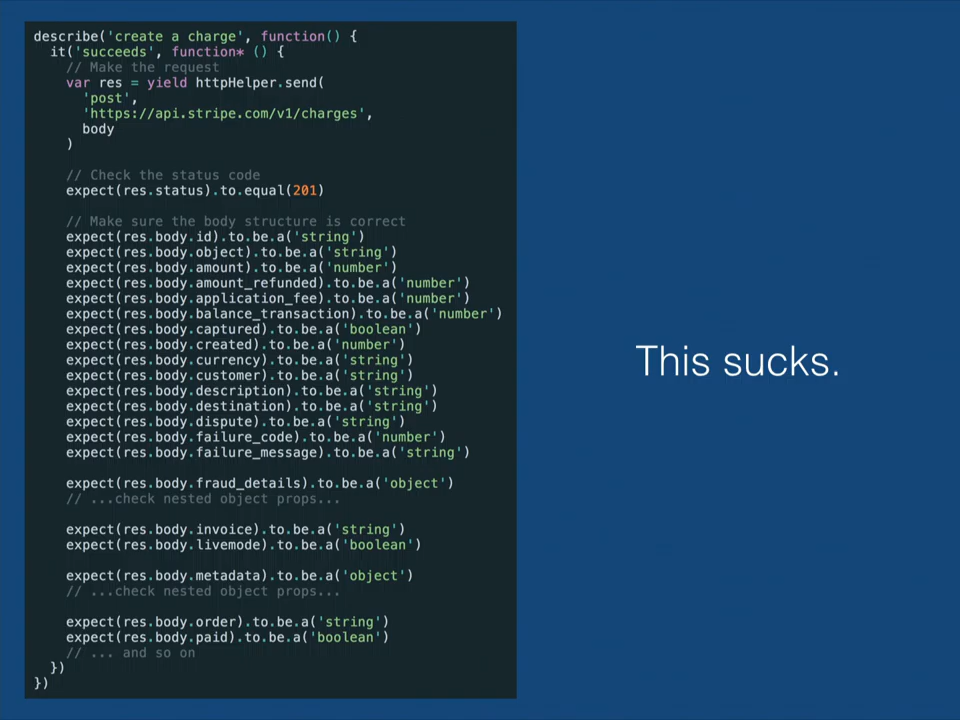 describe('create a charge', function() {
it('succeeds', function* () {
// Make the request
var res = yield httpHelper.send(
'post',
'https://api.stripe.com/v1/charges',
body
)
// Check the status code
expect(res.status).to.equal(201)
// Make sure the body structure is correct
expect(res.body.id).to.be.a('string')
expect(res.body.object).to.be.a('string')
expect(res.body.amount).to.be.a('number')
expect(res.body.amount_refunded).to.be.a('number')
expect(res.body.application_fee).to.be.a('number')
expect(res.body.balance_transaction).to.be.a('number')
expect(res.body.captured).to.be.a('boolean')
expect(res.body.created).to.be.a('number')
expect(res.body.currency).to.be.a('string')
expect(res.body.customer).to.be.a('string')
expect(res.body.description).to.be.a('string')
expect(res.body.destination).to.be.a('string')
expect(res.body.dispute).to.be.a('string')
expect(res.body.failure_code).to.be.a('number')
expect(res.body.failure_message).to.be.a('string')
expect(res.body.fraud_details).to.be.a('object')
// ...check nested object props...
expect(res.body.invoice).to.be.a('string')
expect(res.body.livemode).to.be.a('boolean')
expect(res.body.metadata).to.be.a('object')
// ...check nested object props...
expect(res.body.order).to.be.a('string')
expect(res.body.paid).to.be.a('boolean')
// ... and so on
})
})
This sucks.